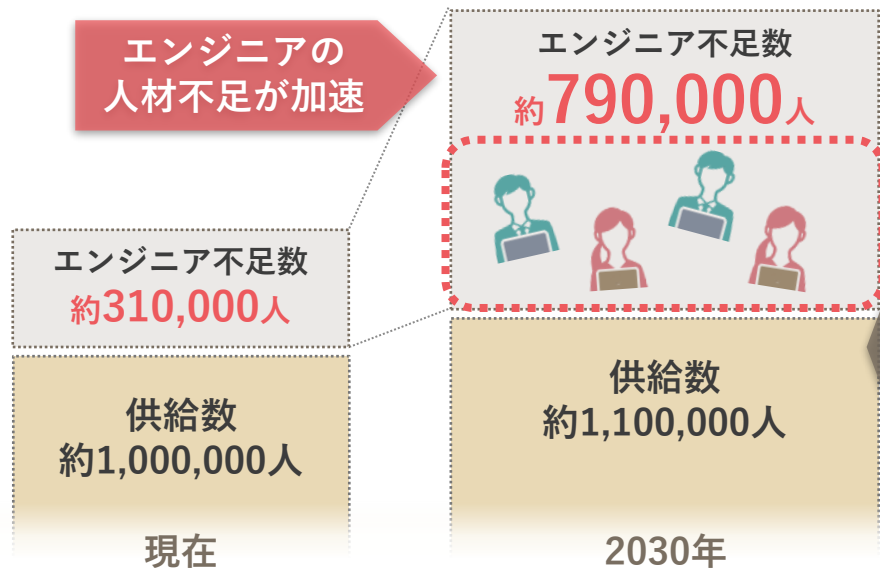 エンジニアの
人材不足が加速
エンジニア不足数
約310,000人
供給数
約1,000,000人
現在
エンジニア不足数
約790,000人
供給数
約1,100,000人
2030年